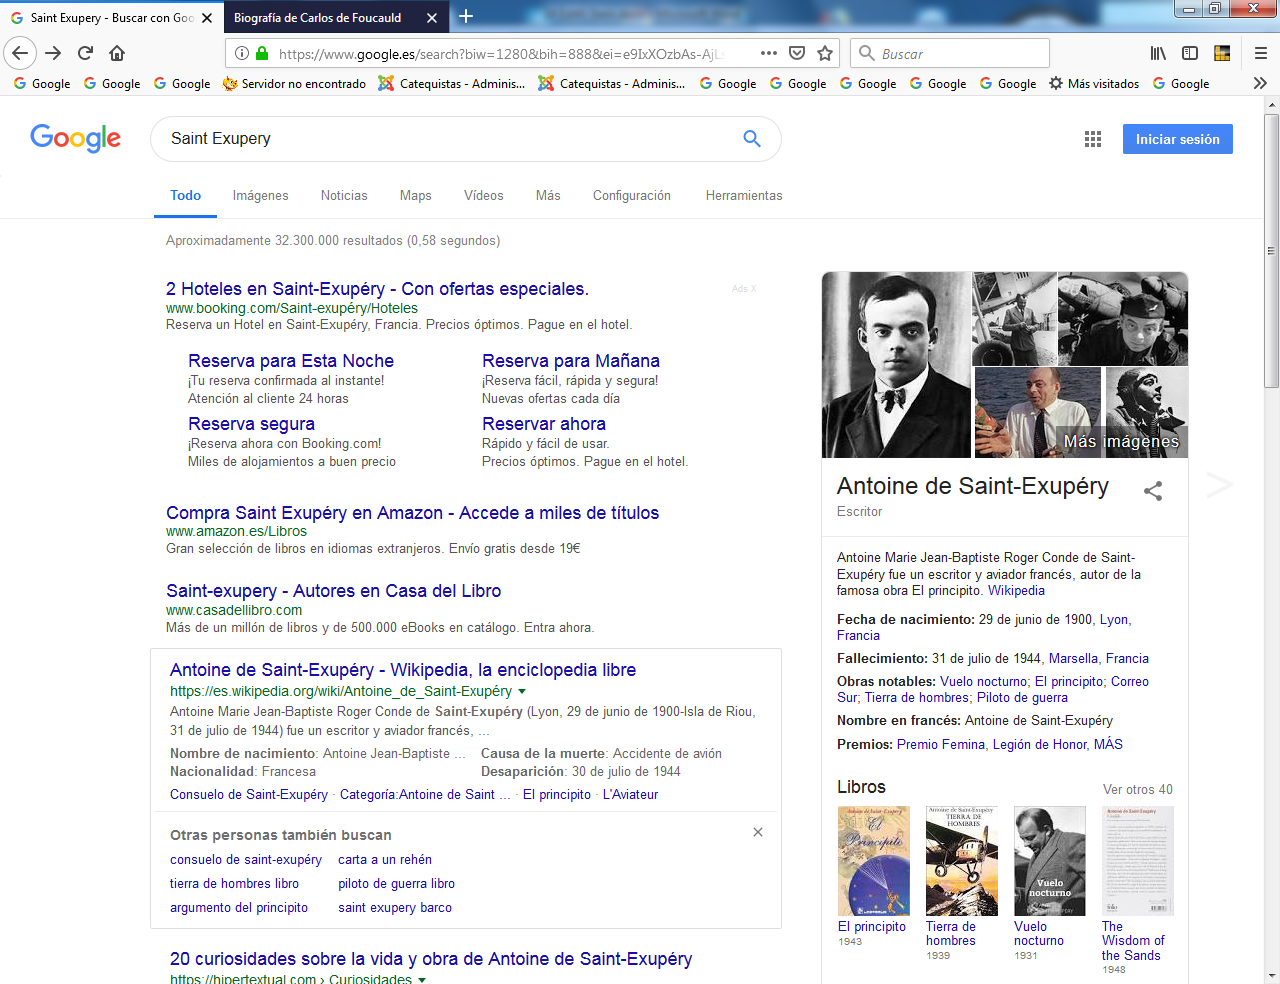 Saint Exupery - Buscar con Goo
Biografía de Carlos de Foucauld
https://www.google.es/search?biw=1280&bih=888&ei=e9IxXOzbAs-AjLs
Buscar
Google
Google
Google
Servidor no encontrado
Catequistas - Adminis...
Catequistas - Adminis...
Google
Google
Google
Google
Google
Más visitados
Google
Google
Saint Exupery
Iniciar sesión
Todo
Imágenes
Noticias
Maps
Vídeos
Más
Configuración
Herramientas
Aproximadamente 32.300.000 resultados (0,58 segundos)
2 Hoteles en Saint-Exupéry - Con ofertas especiales.
Ads X
www.booking.com/Saint-exupéry/Hoteles
Reserva un Hotel en Saint-Exupéry, Francia. Precios óptimos. Pague en el hotel.
Reserva para Esta Noche
¡Tu reserva confirmada al instante!
Atención al cliente 24 horas
Reserva para Mañana
¡Reserva fácil, rápida y segura!
Nuevas ofertas cada día
Reserva segura
¡Reserva ahora con Booking.com!
Miles de alojamientos a buen precio
Reservar ahora
Rápido y fácil de usar.
Precios óptimos. Pague en el hotel.
Compra Saint Exupéry en Amazon - Accede a miles de títulos
www.amazon.es/Libros
Gran selección de libros en idiomas extranjeros. Envío gratis desde 19€
Saint-exupery - Autores en Casa del Libro
www.casadellibro.com
Más de un millón de libros y de 500.000 eBooks en catálogo. Entra ahora.
Antoine de Saint-Exupéry - Wikipedia, la enciclopedia libre
https://es.wikipedia.org/wiki/Antoine_de_Saint-Exupéry
Antoine Marie Jean-Baptiste Roger Conde de Saint-Exupéry (Lyon, 29 de junio de 1900-Isla de Riou,
31 de julio de 1944) fue un escritor y aviador francés, ...
Nombre de nacimiento: Antoine Jean-Baptiste ...
Causa de la muerte: Accidente de avión
Nacionalidad: Francesa
Desaparición: 30 de julio de 1944
Consuelo de Saint-Exupéry · Categoría:Antoine de Saint ... · El principito · L'Aviateur
Otras personas también buscan
consuelo de saint-exupéry
carta a un rehén
tierra de hombres libro
piloto de guerra libro
argumento del principito
saint exupery barco
20 curiosidades sobre la vida y obra de Antoine de Saint-Exupéry
https://hipertextual.com › Curiosidades
Más imágenes
Antoine de Saint-Exupéry
Escritor
Antoine Marie Jean-Baptiste Roger Conde de Saint-
Exupéry fue un escritor y aviador francés, autor de la
famosa obra El principito. Wikipedia
Fecha de nacimiento: 29 de junio de 1900, Lyon,
Francia
Fallecimiento: 31 de julio de 1944, Marsella, Francia
Obras notables: Vuelo nocturno; El principito; Correo
Sur; Tierra de hombres; Piloto de guerra
Nombre en francés: Antoine de Saint-Exupéry
Premios: Premio Femina, Legión de Honor, MÁS
Libros
Ver otros 40
Antoine de Saint-Exupéry
El
Principito
Antoine de Saint-Exupéry
TIERRA DE
HOMBRES
Vuelo
nocturno
El principito
1943
Tierra de
hombres
1939
Vuelo
nocturno
1931
The
Wisdom of
the Sands
1948